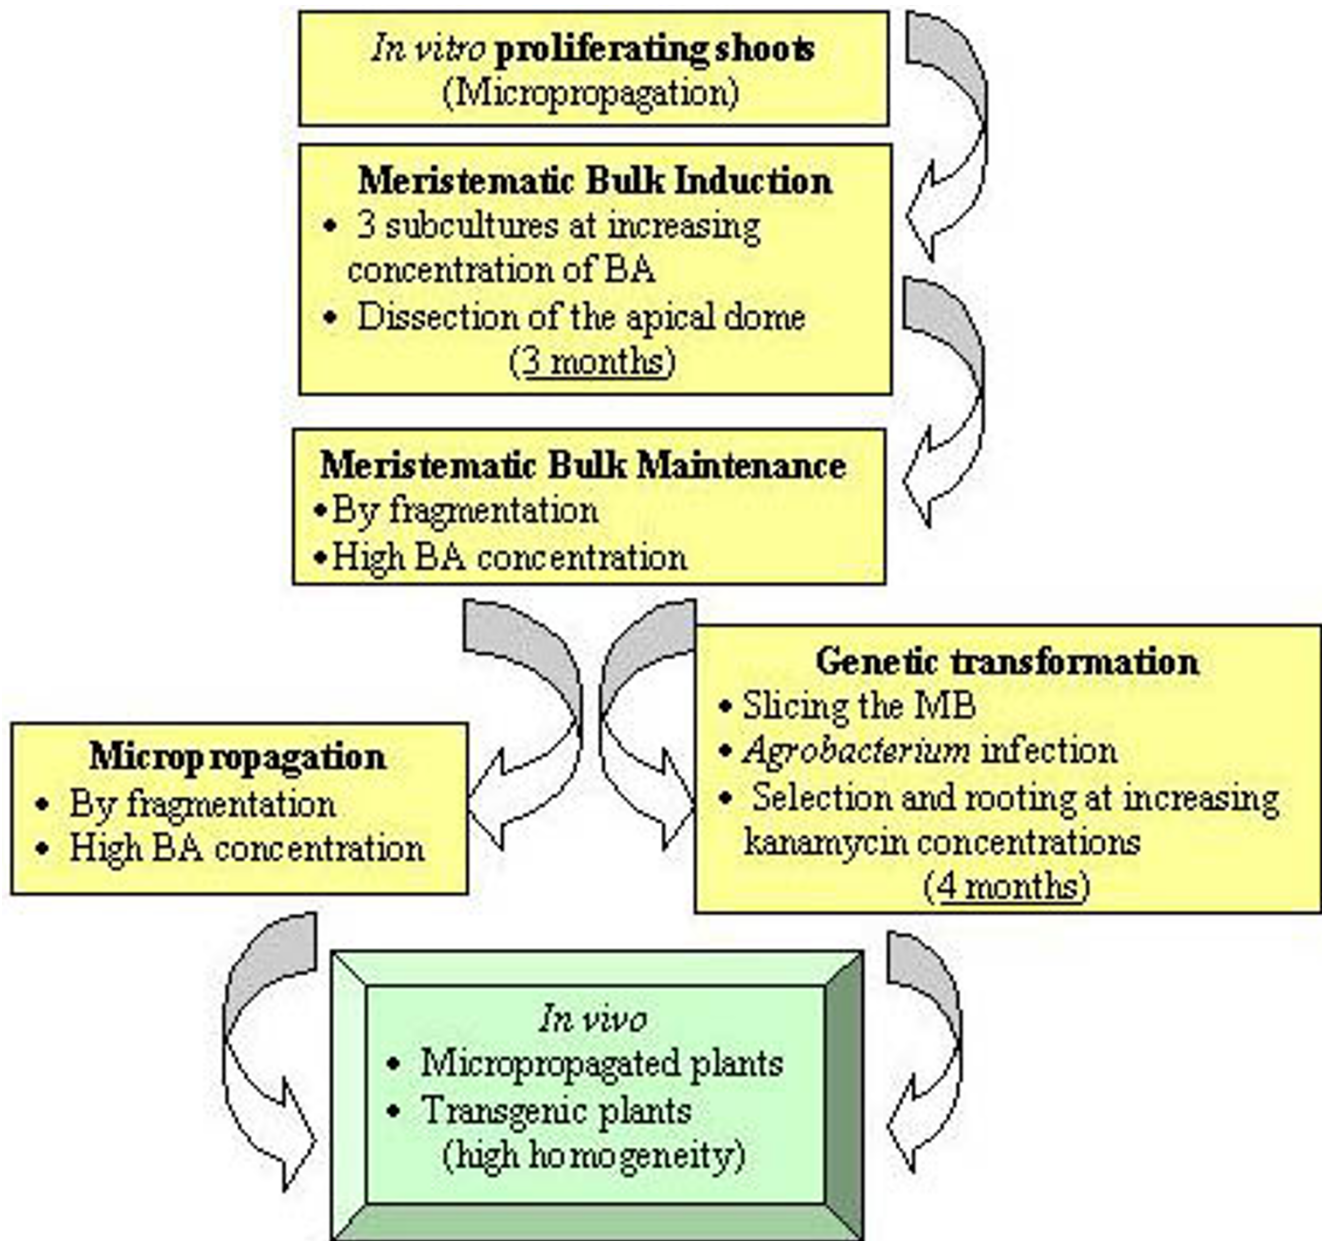 In vitro proliferating shoots
(Micropropagation)
Meristematic Bulk Induction
• 3 subcultures at increasing
concentration of BA
• Dissection of the apical dome
(3 months)
Meristematic Bulk Maintenance
•By fragmentation
•High BA concentration
Micropropagation
• By fragmentation
• High BA concentration
Genetic transformation
• Slicing the MB
• Agrobacterium infection
• Selection and rooting at increasing
kanamycin concentrations
(4 months)
In vivo
• Micropropagated plants
• Transgenic plants
(high homogeneity)